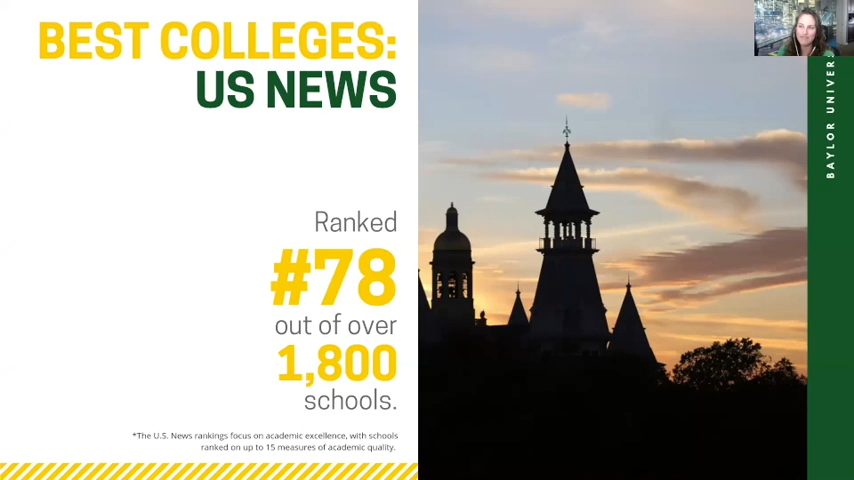 BEST COLLEGES:
US NEWS
Ranked
#78
out of over
1,800
schools.
*The U.S. News rankings focus on academic excellence, with schools
ranked on up to 15 measures of academic quality.
BAYLOR UNIVERS